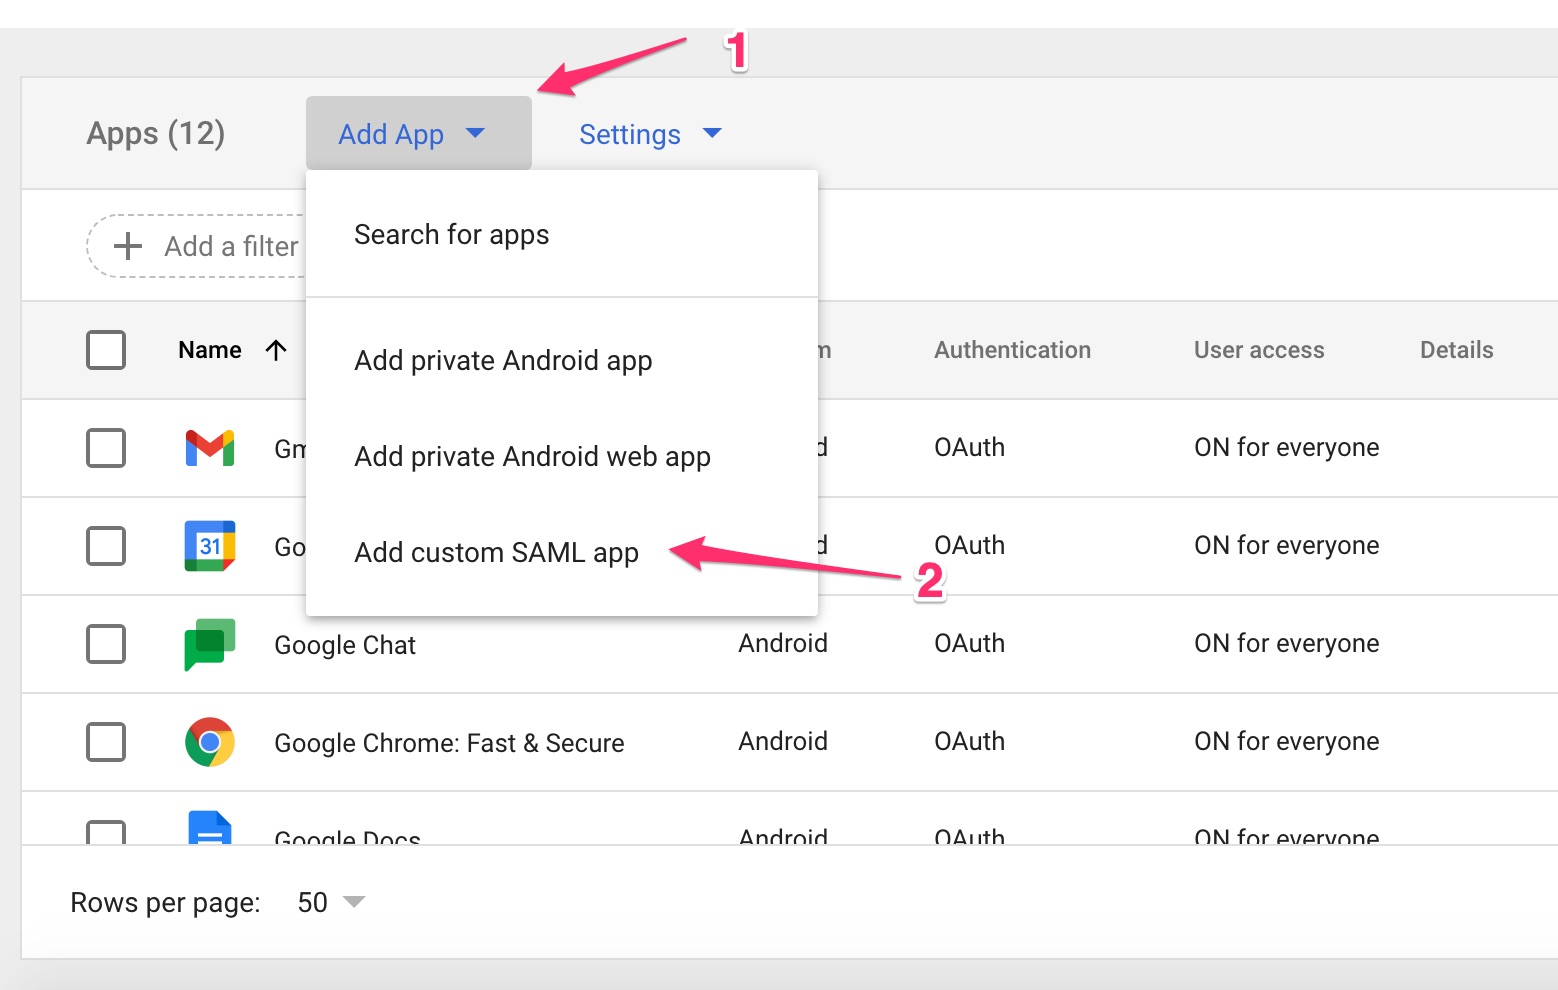 1
Apps (12)
Add App
Settings
Search for apps
Add a filter
Add private Android app
Name
Authentication
User access
Details
Add private Android web app
OAuth
ON for everyone
31
Add custom SAML app
OAuth
ON for everyone
2
Google Chat
Android
OAuth
ON for everyone
Google Chrome: Fast & Secure
Android
OAuth
ON for everyone
Google Docs
Android
OAuth
ON for everyone
Rows per page:
50